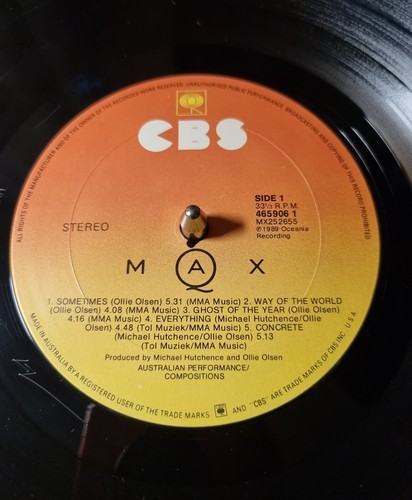 ALL RIGHTS OF THE MANUFACTURER AND OF THE OWNER OF THE RECORDED WORK RESERVED. UNAUTHORISED PUBLIC PERFORMANCE, BROADCASTING AND COPYING OF THIS RECORD PROHIBITED
CBS
STEREO
SIDE 1
33⅓ R.P.M.
465906 1
MX252655
℗1989 Oceania
Recording
M A X
Q
1. SOMETIMES (Ollie Olsen) 5.31 (MMA Music) 2. WAY OF THE WORLD
(Ollie Olsen) 4.08 (MMA Music) 3. GHOST OF THE YEAR (Ollie Olsen)
4.16 (MMA Music) 4. EVERYTHING (Michael Hutchence/Ollie
Olsen) 4.48 (Tol Muziek/MMA Music) 5. CONCRETE
(Michael Hutchence/Ollie Olsen) 5.13
(Tol Muziek/MMA Music)
Produced by Michael Hutchence and Ollie Olsen
AUSTRALIAN PERFORMANCE/
COMPOSITIONS
MADE IN AUSTRALIA BY A REGISTERED USER OF THE TRADE MARKS AND "CBS" ARE TRADE MARKS OF CBS INC. U.S.A.